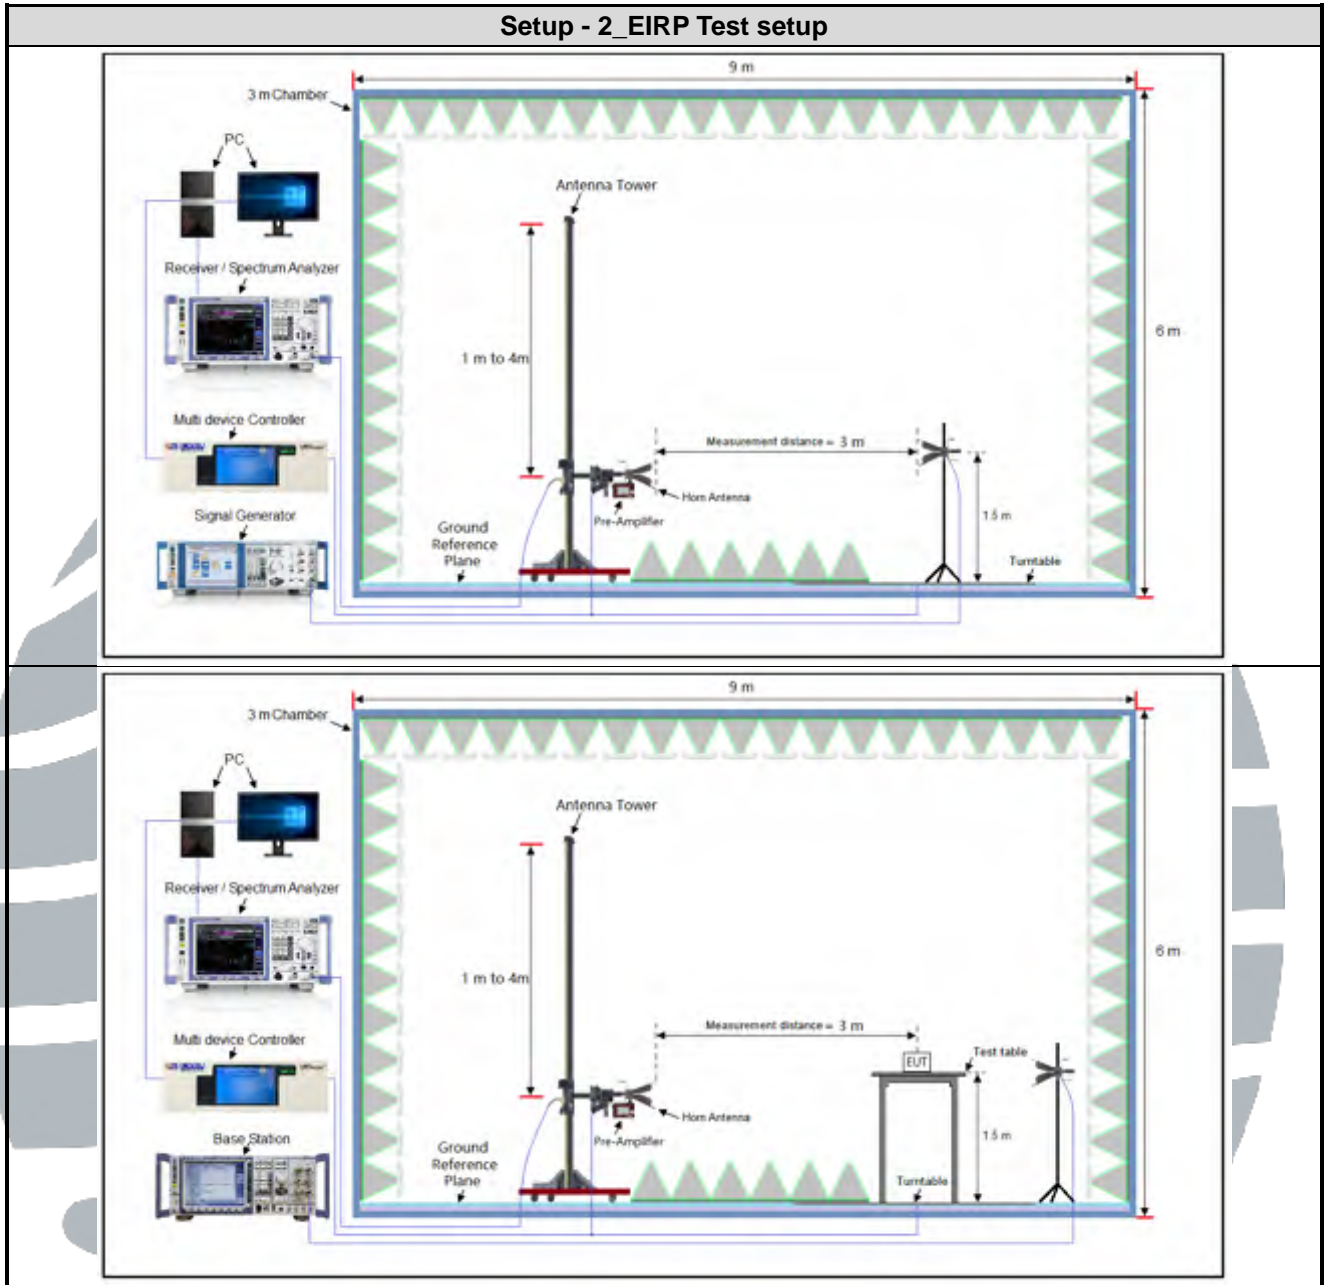 Setup - 2_EIRP Test setup
9 m
3 m Chamber
PC
Antenna Tower
Receiver / Spectrum Analyzer
6 m
1 m to 4m
Multi device Controller
Measurement distance = 3 m
Horn Antenna
1.5 m
Signal Generator
Pre-Amplifier
Ground
Reference
Plane
Turntable
9 m
3 m Chamber
PC
Antenna Tower
Receiver / Spectrum Analyzer
6 m
1 m to 4m
Multi device Controller
Measurement distance = 3 m
EUT
Test table
Horn Antenna
1.5 m
Base Station
Pre-Amplifier
Ground
Reference
Plane
Turntable